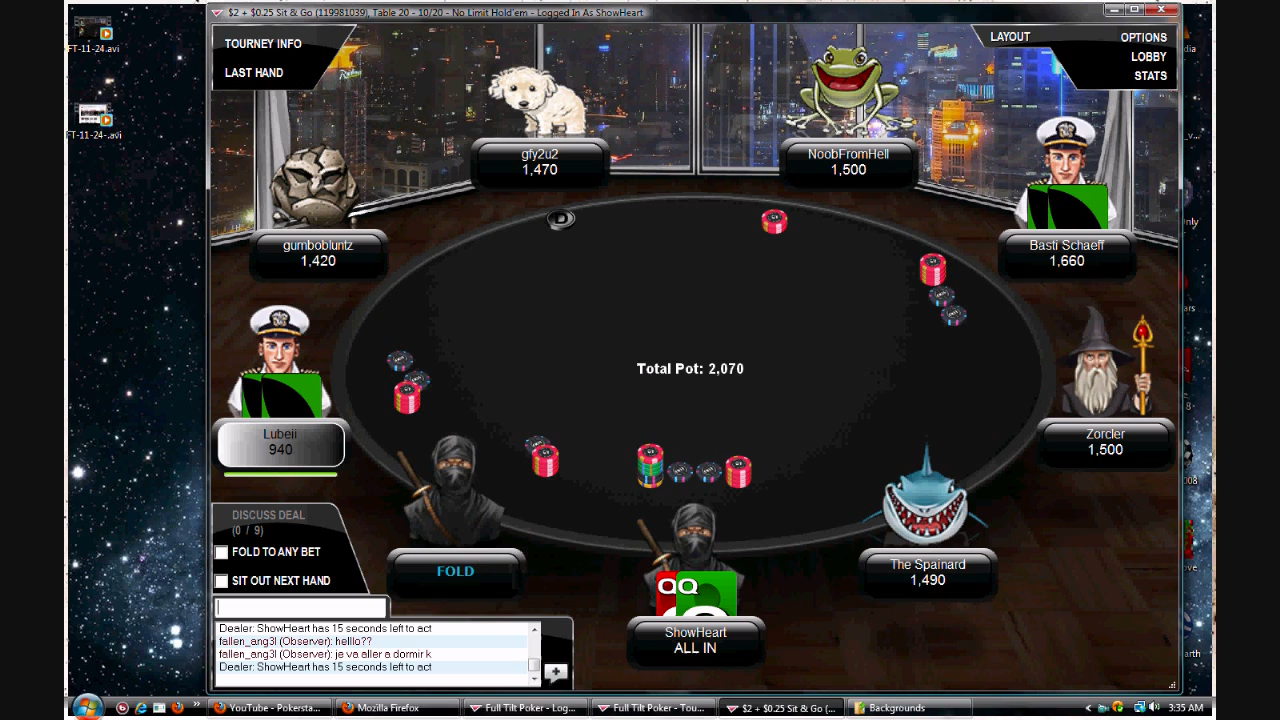 $2 + $0.25 Sit & Go (119981039), Table 20 - 10/20 - No Limit Hold'em - Logged In As ShowHeart
FT-11-24.avi
FT-11-24-.avi
TOURNEY INFO
LAST HAND
LAYOUT
OPTIONS
LOBBY
STATS
gfy2u2
1,470
NoobFromHell
1,500
gumbobluntz
1,420
Basti Schaeff
1,660
D
Total Pot: 2,070
Lubeii
940
Zorcler
1,500
FOLD
The Spainard
1,490
QQ
ShowHeart
ALL IN
DISCUSS DEAL
(0 / 9)
FOLD TO ANY BET
SIT OUT NEXT HAND
Dealer: ShowHeart has 15 seconds left to act
fallen_ang3l (Observer): helllo??
fallen_ang3l (Observer): je va aller a dormir k
Dealer: ShowHeart has 15 seconds left to act
YouTube - Pokersta...
Mozilla Firefox
Full Tilt Poker - Log...
Full Tilt Poker - Tou...
$2 + $0.25 Sit & Go (...
Backgrounds
3:35 AM